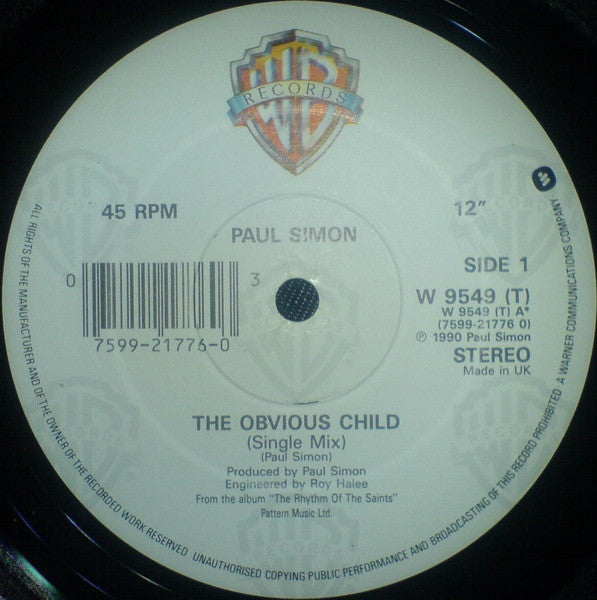 WB
RECORDS
45 RPM
12"
PAUL SIMON
SIDE 1
0
3
7599-21776-0
W 9549 (T)
W 9549 (T) A*
(7599-21776 0)
℗ 1990 Paul Simon
STEREO
Made in UK
THE OBVIOUS CHILD
(Single Mix)
(Paul Simon)
Produced by Paul Simon
Engineered by Roy Halee
From the album "The Rhythm Of The Saints"
Pattern Music Ltd.
ALL RIGHTS OF THE MANUFACTURER AND OF THE OWNER OF THE RECORDED WORK RESERVED UNAUTHORISED COPYING PUBLIC PERFORMANCE AND BROADCASTING OF THIS RECORD PROHIBITED A WARNER COMMUNICATIONS COMPANY